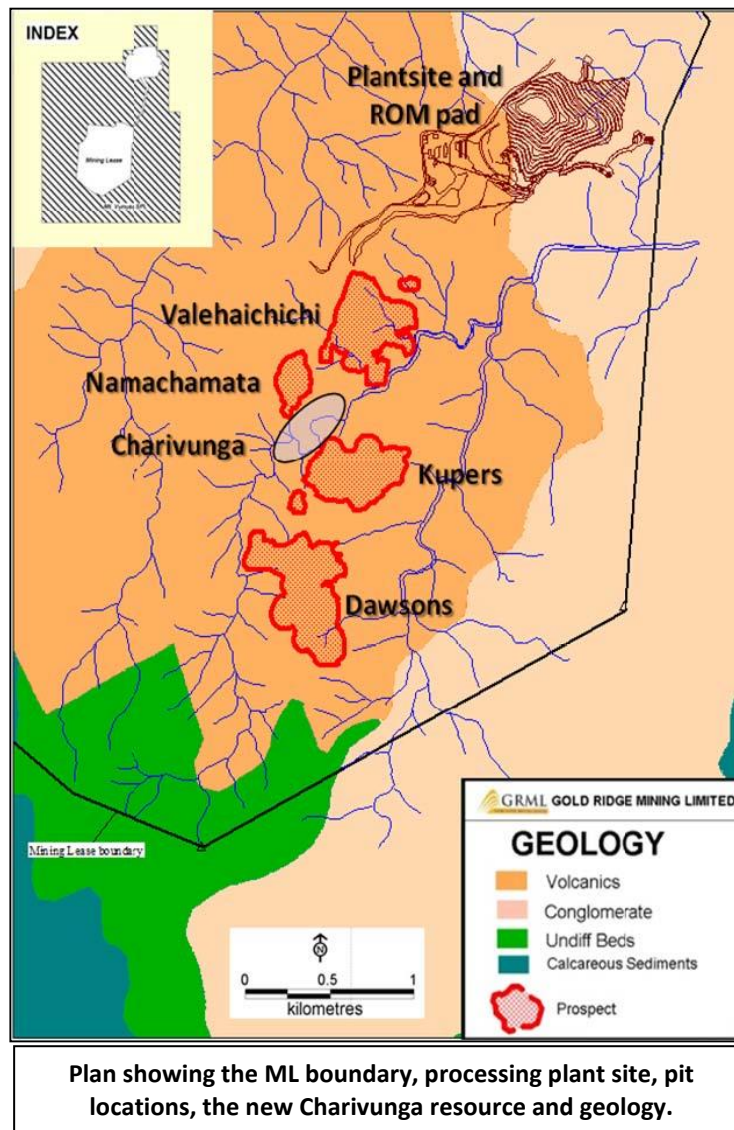 INDEX
Mining Lease
Plantsite and
ROM pad
Valehaichichi
Namachamata
Charivunga
Kupers
Dawsons
Mining Lease boundary
N
0 0.5 1
kilometres
GRML GOLD RIDGE MINING LIMITED
GEOLOGY
Volcanics
Conglomerate
Undiff Beds
Calcareous Sediments
Prospect
Plan showing the ML boundary, processing plant site, pit
locations, the new Charivunga resource and geology.